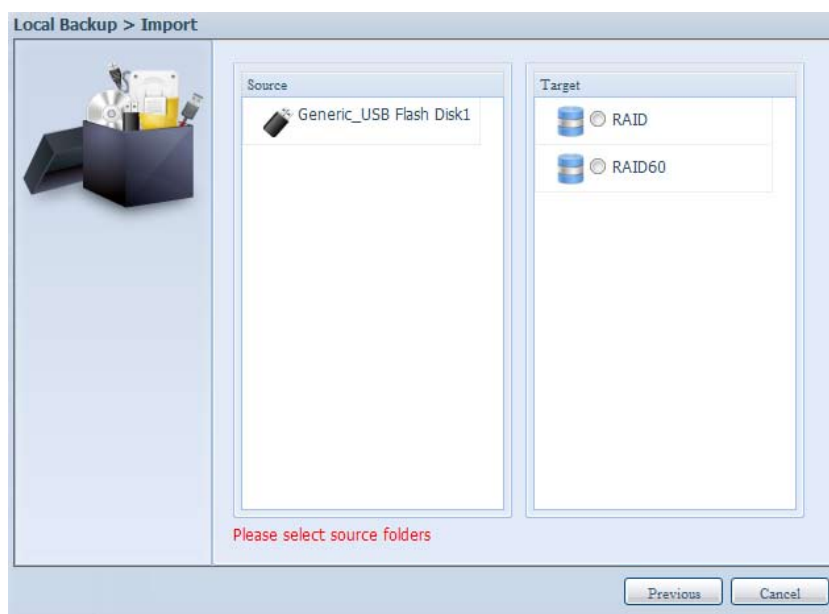 Local Backup > Import
Source
Target
Generic_USB Flash Disk1
RAID
RAID60
Please select source folders
Previous
Cancel